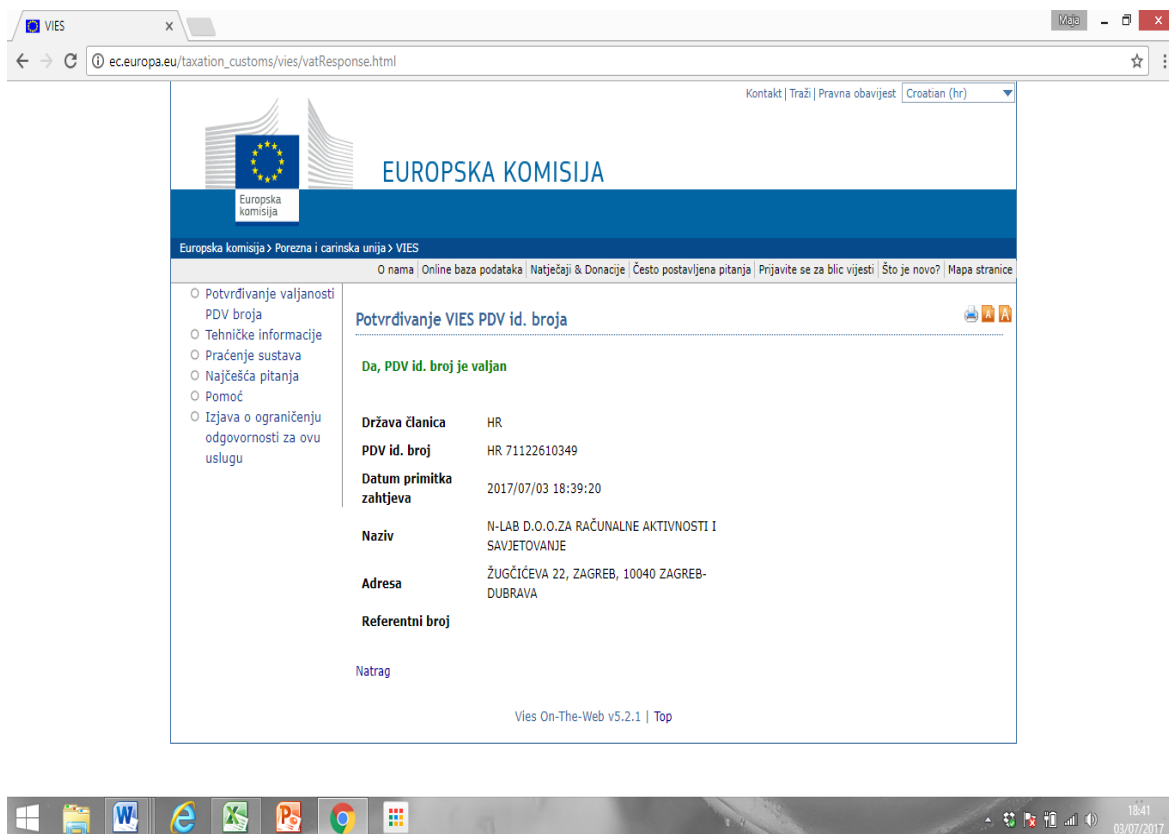 VIES
Maja
ec.europa.eu/taxation_customs/vies/vatResponse.html
Kontakt | Traži | Pravna obavijest Croatian (hr)
EUROPSKA KOMISIJA
Europska
komisija
Europska komisija > Porezna i carinska unija > VIES
O nama | Online baza podataka | Natječaji & Donacije | Često postavljena pitanja | Prijavite se za blic vijesti | Što je novo? | Mapa stranice
Potvrđivanje valjanosti
PDV broja
Tehničke informacije
Praćenje sustava
Najčešća pitanja
Pomoć
Izjava o ograničenju
odgovornosti za ovu
uslugu
Potvrđivanje VIES PDV id. broja
A A
Da, PDV id. broj je valjan
Država članica HR
PDV id. broj HR 71122610349
Datum primitka
zahtjeva 2017/07/03 18:39:20
Naziv N-LAB D.O.O.ZA RAČUNALNE AKTIVNOSTI I
SAVJETOVANJE
Adresa ŽUGČIĆEVA 22, ZAGREB, 10040 ZAGREB-
DUBRAVA
Referentni broj
Natrag
Vies On-The-Web v5.2.1 | Top
18:41
03/07/2017